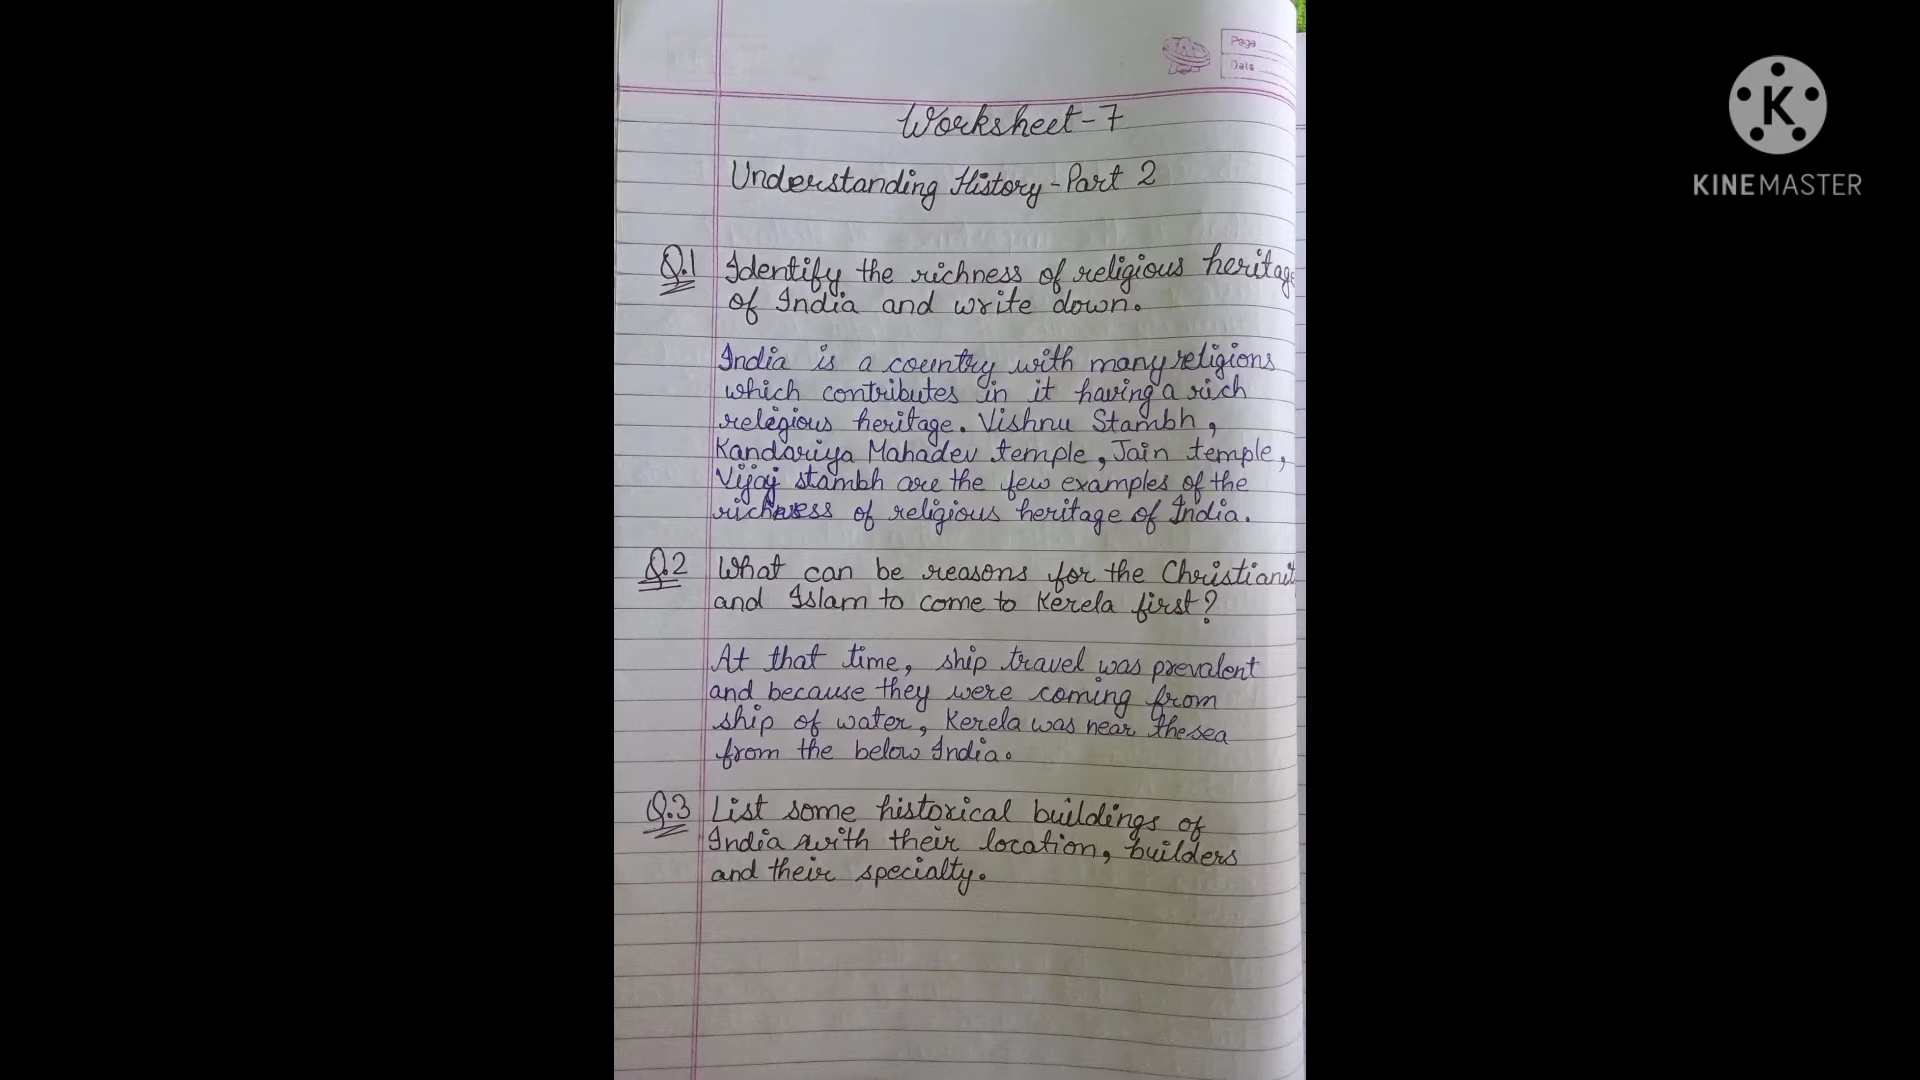 Page
Date
KINEMASTER
Worksheet-7
Understanding History-Part 2
Q.1 Identify the richness of religious heritage
of India and write down.
India is a country with many religions
which contributes in it having a rich
religious heritage. Vishnu Stambh,
Kandariya Mahadev temple, Jain temple,
Vijay stambh are the few examples of the
richness of religious heritage of India.
Q.2 What can be reasons for the Christianit
and Islam to come to Kerela first?
At that time, ship travel was prevalent
and because they were coming from
ship of water, Kerela was near the sea
from the below India.
Q.3 List some historical buildings of
India with their location, builders
and their specialty.